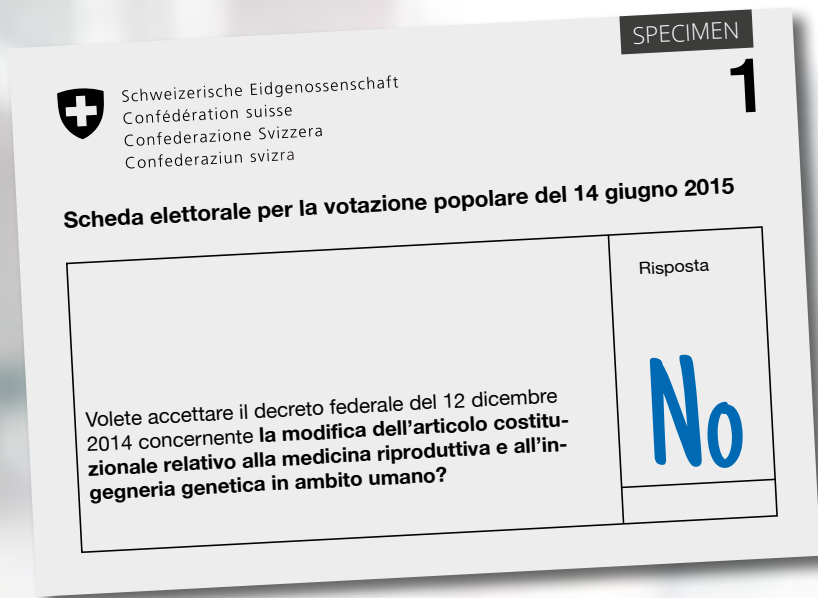 SPECIMEN
1
Schweizerische Eidgenossenschaft
Confédération suisse
Confederazione Svizzera
Confederaziun svizra
Scheda elettorale per la votazione popolare del 14 giugno 2015
Risposta
Volete accettare il decreto federale del 12 dicembre
2014 concernente la modifica dell'articolo costitu-
zionale relativo alla medicina riproduttiva e all'in-
gegneria genetica in ambito umano?
No